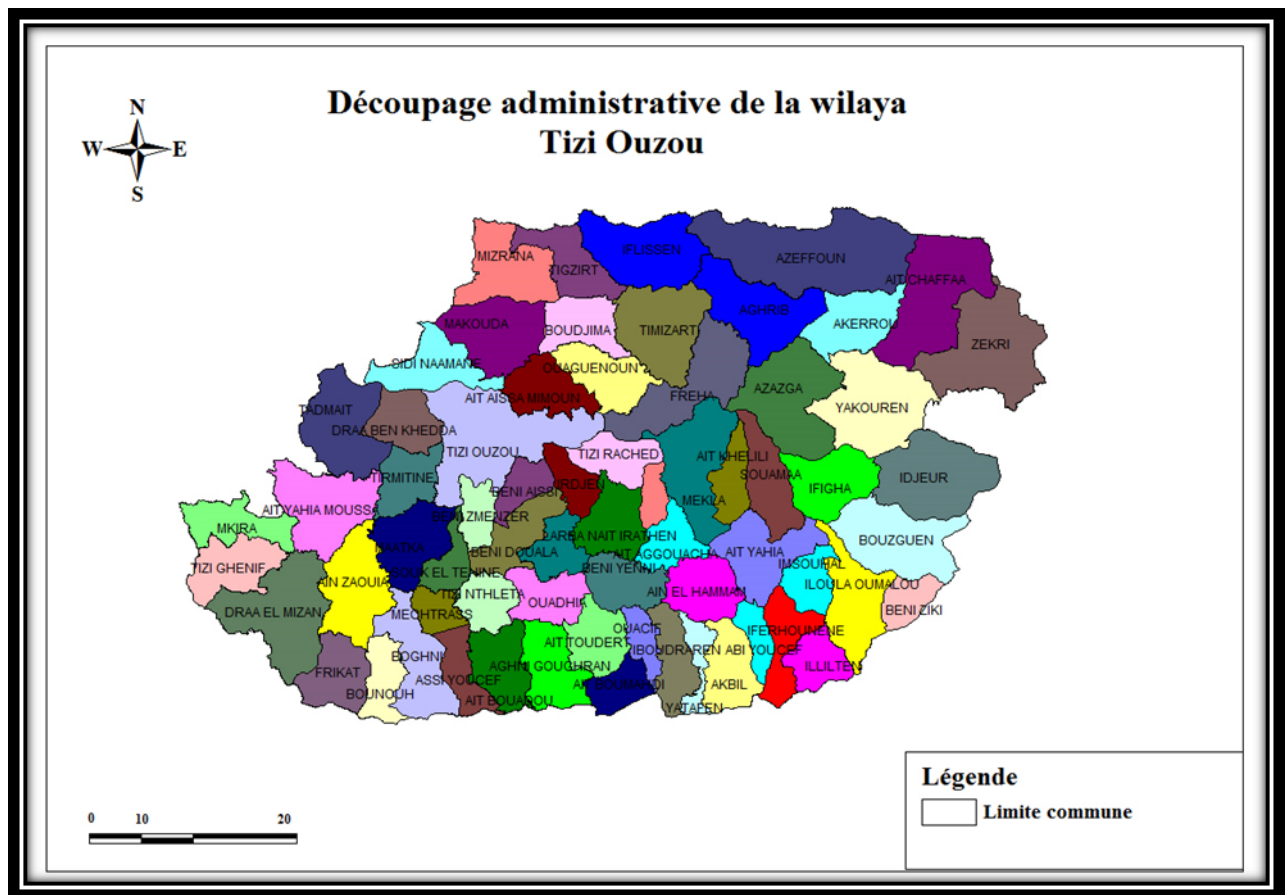 Découpage administrative de la wilaya
Tizi Ouzou
N
W
E
S
MIZRANA
TIGZIRT
IFLISSEN
AZEFFOUN
AIT CHAFFAA
AGHRIB
AKERROU
ZEKRI
MAKOUDA
BOUDJIMA
TIMIZART
SIDI NAAMANE
OUAGUENOUN
FREHA
AZAZGA
YAKOUREN
AIT AISSA MIMOUN
TADMAIT
DRAA BEN KHEDDA
TIZI OUZOU
TIZI RACHED
AIT KHELILI
SOUAMAA
IFIGHA
IDJEUR
TIRMITINE
BENI AISSI
IRDJEN
MEKLA
AIT YAHIA MOUSSA
MKIRA
BENI ZMENZER
LARBA NAIT IRATHEN
BOUZGUEN
MAATKA
BENI DOUALA
AIT AGGOUACHA
AIT YAHIA
IMSOUHAL
TIZI GHENIF
AIN ZAOUIA
SOUK EL TENINE
BENI YENNI
ILOULA OUMALOU
DRAA EL MIZAN
MECHTRASS
TIZI NTHLETA
OUADHIA
AIN EL HAMMAM
BENI ZIKI
OUACIF
IFERHOUNENE
AIT TOUDERT
IBOUDRAREN
ABI YOUCEF
BOGHNI
AGHNI GOUGHRAN
ILLILTEN
FRIKAT
ASSI YOUCEF
AKBIL
BOUNOUH
AIT BOUADOU
AIT BOUMAHDI
YATAFEN
Légende
Limite commune
0 10 20